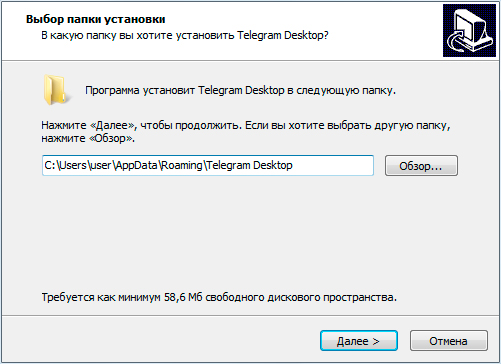 Выбор папки установки
В какую папку вы хотите установить Telegram Desktop?
Программа установит Telegram Desktop в следующую папку.
Нажмите «Далее», чтобы продолжить. Если вы хотите выбрать другую папку,
нажмите «Обзор».
C:\Users\user\AppData\Roaming\Telegram Desktop
Обзор...
Требуется как минимум 58,6 Мб свободного дискового пространства.
Далее >
Отмена